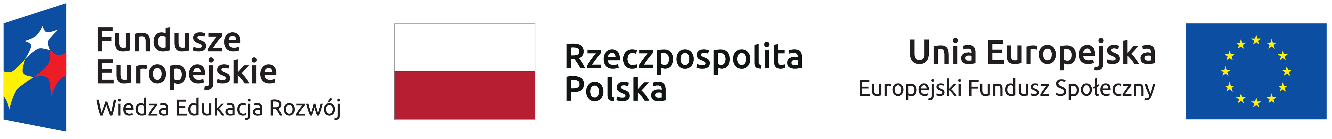 Fundusze
Europejskie
Wiedza Edukacja Rozwój
Rzeczpospolita
Polska
Unia Europejska
Europejski Fundusz Społeczny